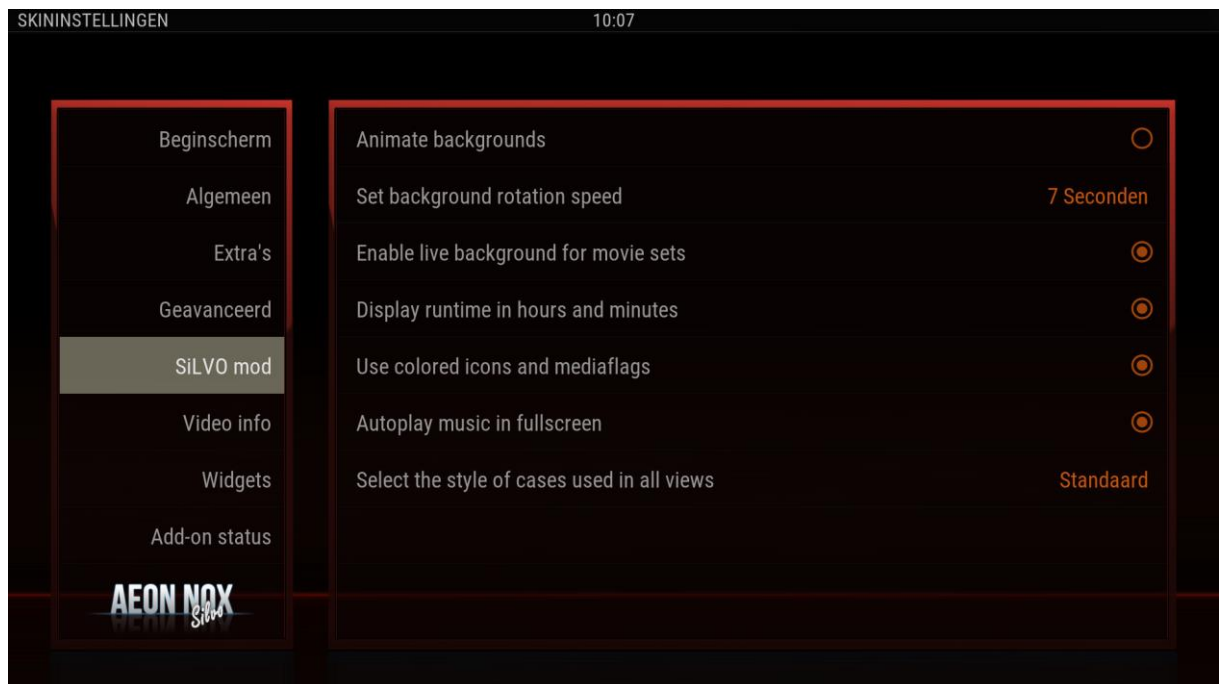 SKININSTELLINGEN
10:07
Beginscherm
Algemeen
Extra's
Geavanceerd
SiLVO mod
Video info
Widgets
Add-on status
AEON NOX
Silvo
Animate backgrounds
Set background rotation speed 7 Seconden
Enable live background for movie sets
Display runtime in hours and minutes
Use colored icons and mediaflags
Autoplay music in fullscreen
Select the style of cases used in all views Standaard